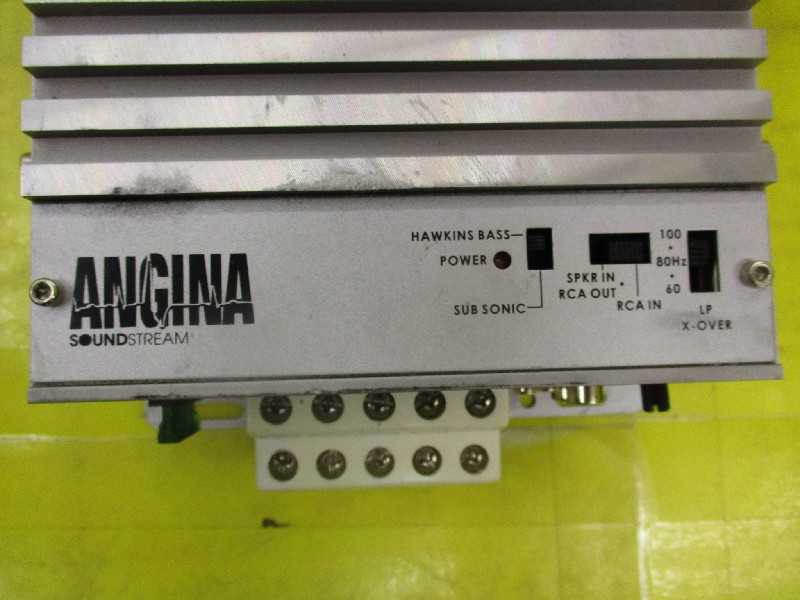 ANGINA
SOUNDSTREAM
HAWKINS BASS
POWER
SUB SONIC
SPKR IN
RCA OUT
RCA IN
100
80Hz
60
LP
X-OVER